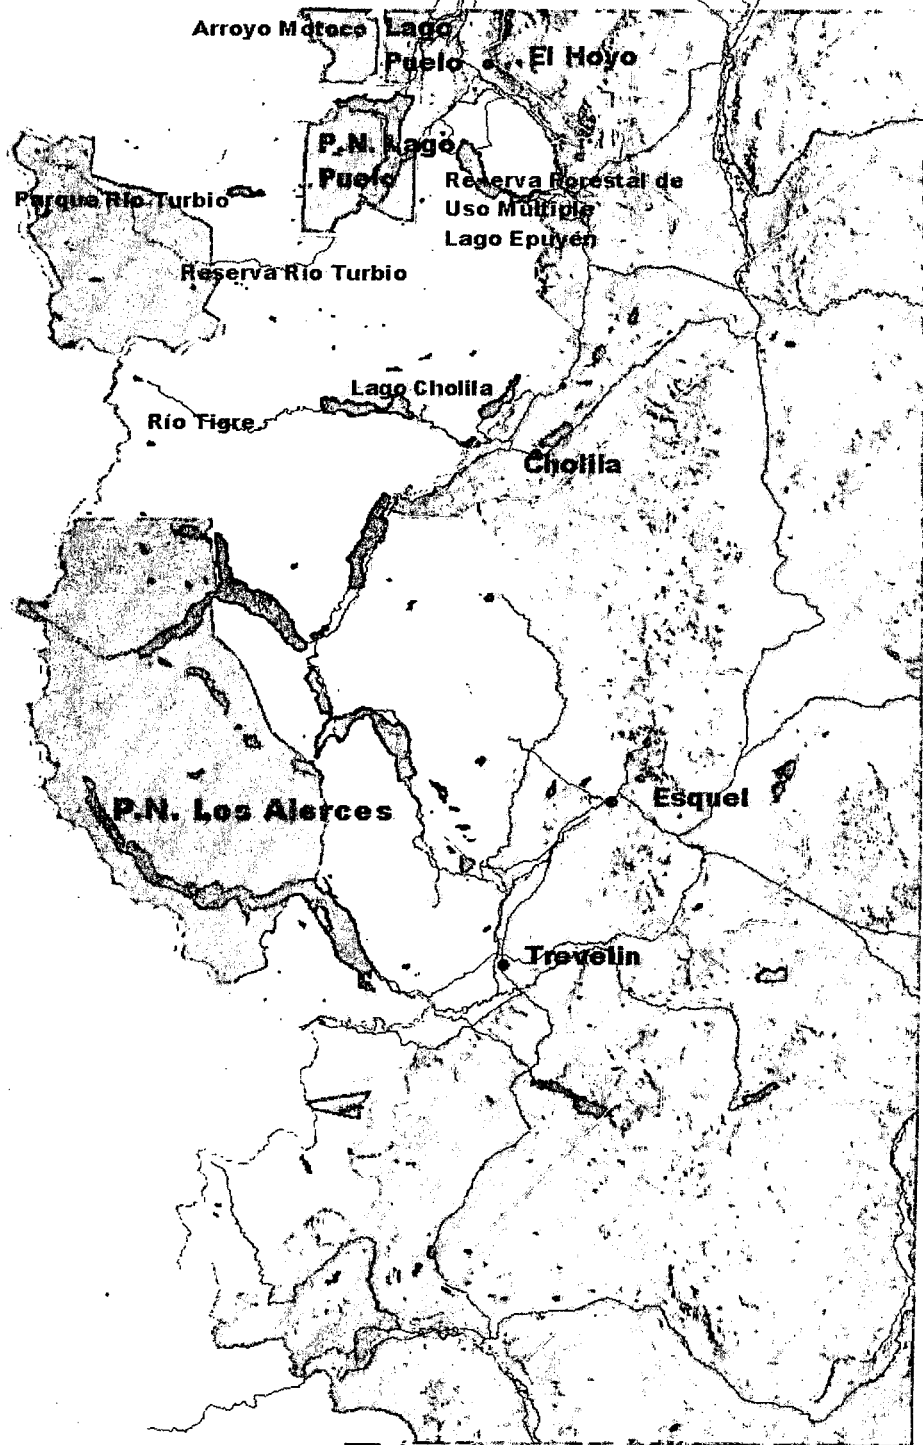 Arroyo Motoco
Lago
Puelo
El Hoyo
P.N. Lago
Puelo
Reserva Forestal de
Uso Múltiple
Lago Epuyén
Parque Río Turbio
Reserva Río Turbio
Lago Cholila
Río Tigre
Cholila
P.N. Los Alerces
Esquel
Trevelin